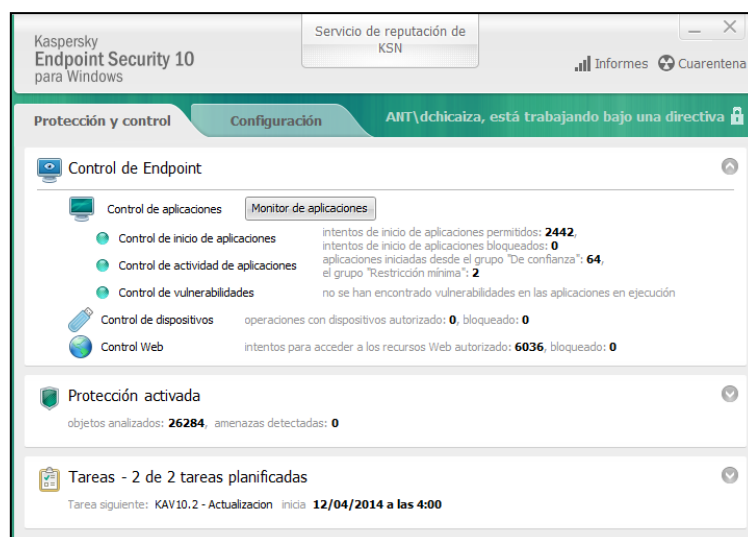 Kaspersky
Endpoint Security 10
para Windows
Servicio de reputación de
KSN
Informes
Cuarentena
Protección y control
Configuración
ANT\dchicaiza, está trabajando bajo una directiva
Control de Endpoint
Control de aplicaciones
Monitor de aplicaciones
Control de inicio de aplicaciones
intentos de inicio de aplicaciones permitidos: 2442,
intentos de inicio de aplicaciones bloqueados: 0
Control de actividad de aplicaciones
aplicaciones iniciadas desde el grupo "De confianza": 64,
el grupo "Restricción mínima": 2
Control de vulnerabilidades
no se han encontrado vulnerabilidades en las aplicaciones en ejecución
Control de dispositivos
operaciones con dispositivos autorizado: 0, bloqueado: 0
Control Web
intentos para acceder a los recursos Web autorizado: 6036, bloqueado: 0
Protección activada
objetos analizados: 26284, amenazas detectadas: 0
Tareas - 2 de 2 tareas planificadas
Tarea siguiente: KAV10.2 - Actualizacion inicia 12/04/2014 a las 4:00